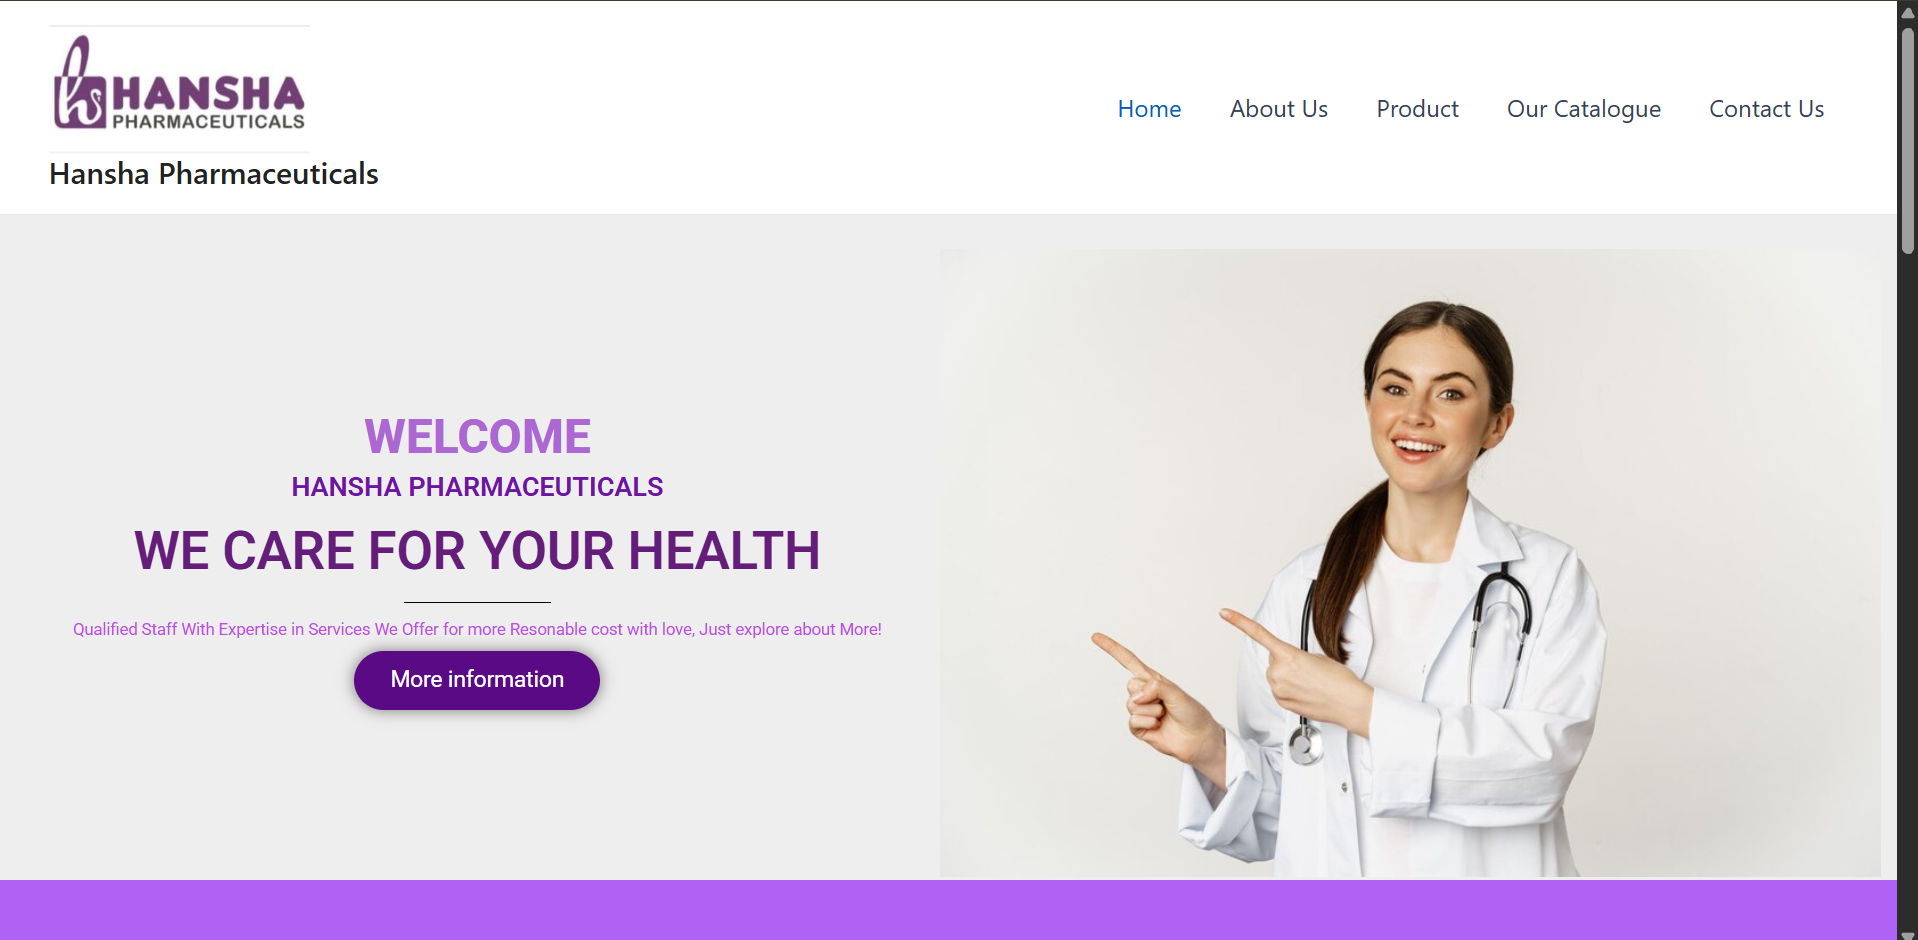 HANSHA
PHARMACEUTICALS
Hansha Pharmaceuticals
Home About Us Product Our Catalogue Contact Us
WELCOME
HANSHA PHARMACEUTICALS
WE CARE FOR YOUR HEALTH
Qualified Staff With Expertise in Services We Offer for more Resonable cost with love, Just explore about More!
More information